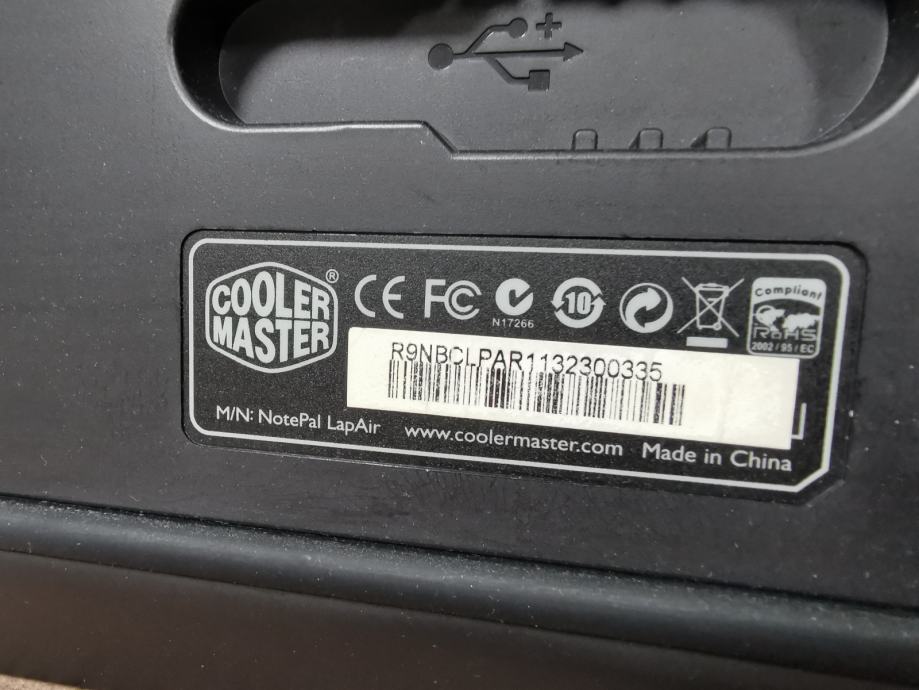 COOLER
MASTER
®
CE FC
N17266
10
Compliant
RoHS
2002/95/EC
R9NBCLPAR1132300335
M/N: NotePal LapAir
www.coolermaster.com
Made in China